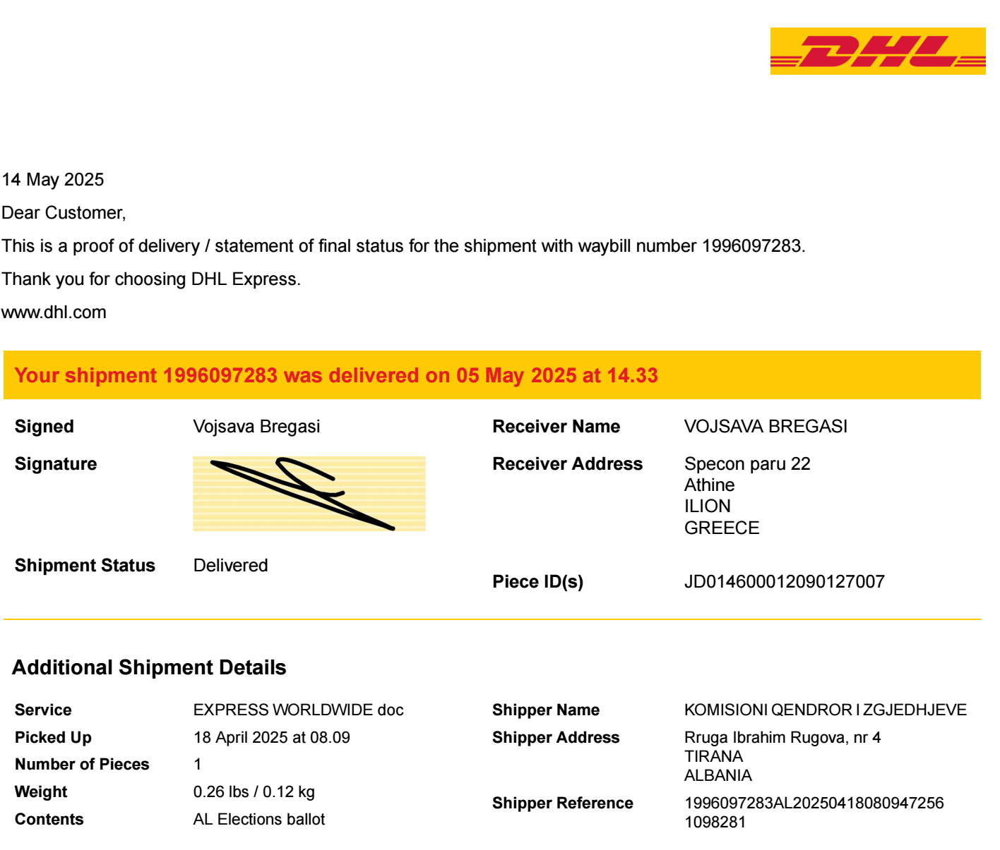 DHL
14 May 2025
Dear Customer,
This is a proof of delivery / statement of final status for the shipment with waybill number 1996097283.
Thank you for choosing DHL Express.
www.dhl.com
Your shipment 1996097283 was delivered on 05 May 2025 at 14.33
Signed Vojsava Bregasi
Signature
Shipment Status Delivered
Receiver Name VOJSAVA BREGASI
Receiver Address Specon paru 22
Athine
ILION
GREECE
Piece ID(s) JD014600012090127007
Additional Shipment Details
Service EXPRESS WORLDWIDE doc
Picked Up 18 April 2025 at 08.09
Number of Pieces 1
Weight 0.26 lbs / 0.12 kg
Contents AL Elections ballot
Shipper Name KOMISIONI QENDROR I ZGJEDHJEVE
Shipper Address Rruga Ibrahim Rugova, nr 4
TIRANA
ALBANIA
Shipper Reference 1996097283AL20250418080947256
1098281